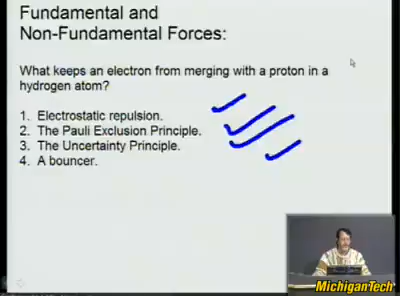 Fundamental and
Non-Fundamental Forces:
What keeps an electron from merging with a proton in a
hydrogen atom?
1. Electrostatic repulsion.
2. The Pauli Exclusion Principle.
3. The Uncertainty Principle.
4. A bouncer.
MichiganTech